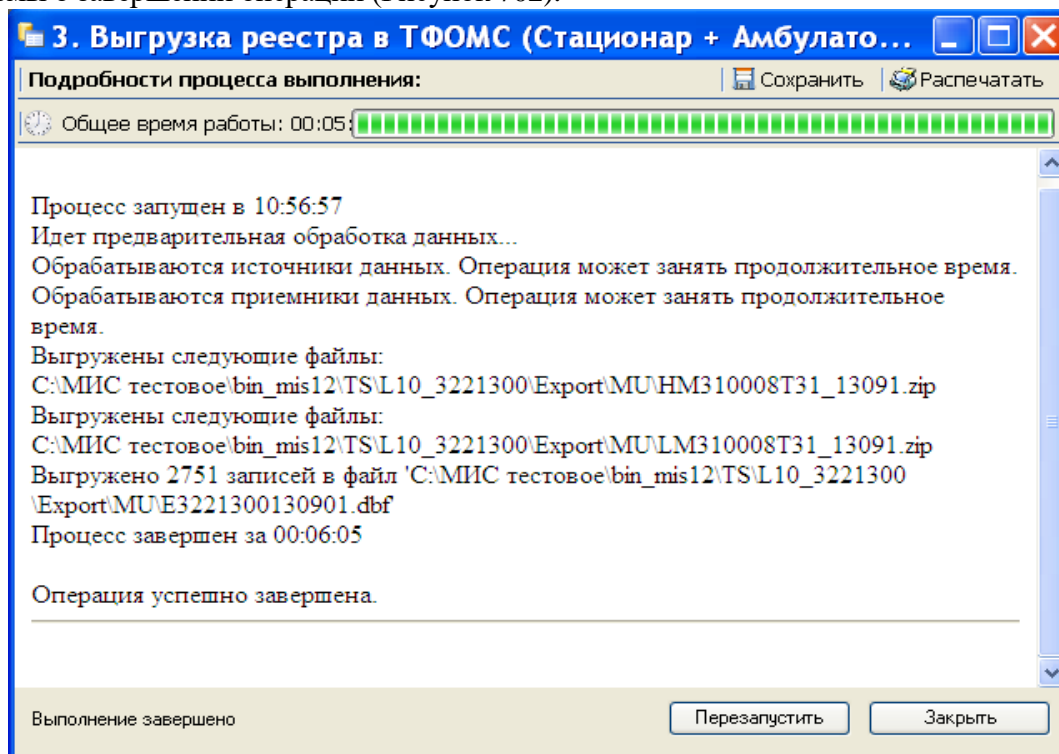 о завершении операции (Рисунок 762).
3. Выгрузка реестра в ТФОМС (Стационар + Амбулато...
Подробности процесса выполнения:
Сохранить
Распечатать
Общее время работы: 00:05:
Процесс запущен в 10:56:57
Идет предварительная обработка данных...
Обрабатываются источники данных. Операция может занять продолжительное время.
Обрабатываются приемники данных. Операция может занять продолжительное
время.
Выгружены следующие файлы:
C:\МИС тестовое\bin_mis12\TS\L10_3221300\Export\MU\HM310008T31_13091.zip
Выгружены следующие файлы:
C:\МИС тестовое\bin_mis12\TS\L10_3221300\Export\MU\LM310008T31_13091.zip
Выгружено 2751 записей в файл 'C:\МИС тестовое\bin_mis12\TS\L10_3221300
\Export\MU\E3221300130901.dbf'
Процесс завершен за 00:06:05
Операция успешно завершена.
Выполнение завершено
Перезапустить
Закрыть